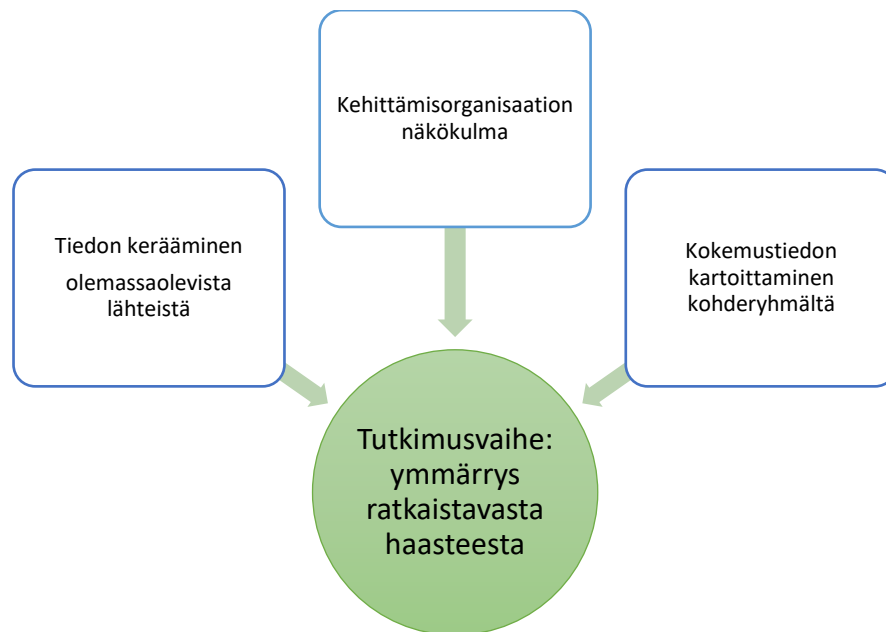 Kehittämisorganisaation
näkökulma
Tiedon kerääminen
olemassaolevista
lähteistä
Kokemustiedon
kartoittaminen
kohderyhmältä
Tutkimusvaihe:
ymmärrys
ratkaistavasta
haasteesta